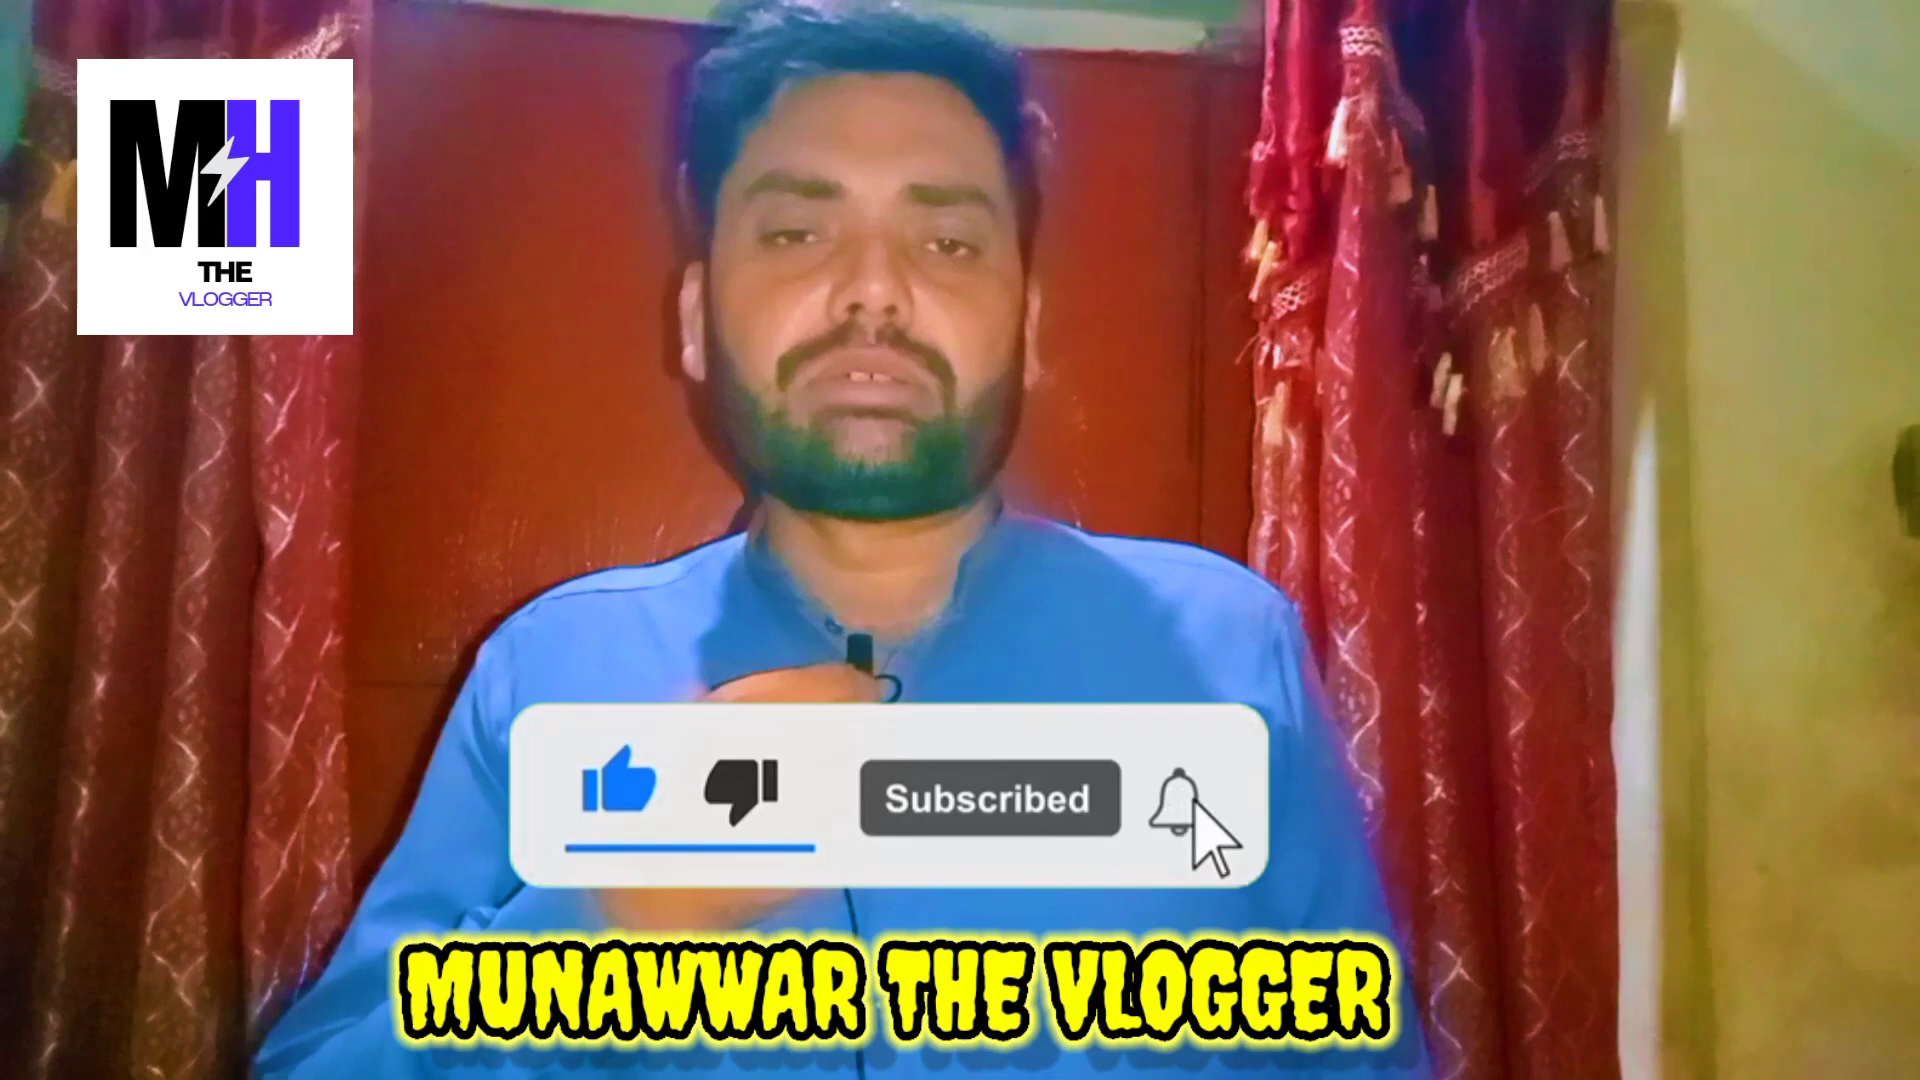 MH
THE
VLOGGER
Subscribed
MUNAWWAR THE VLOGGER